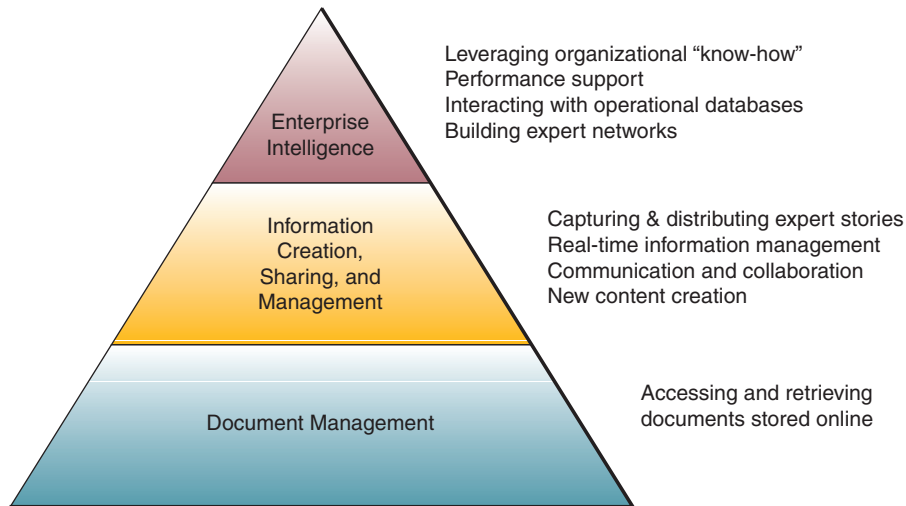 Enterprise
Intelligence
Leveraging organizational “know-how”
Performance support
Interacting with operational databases
Building expert networks
Information
Creation,
Sharing, and
Management
Capturing & distributing expert stories
Real-time information management
Communication and collaboration
New content creation
Document Management
Accessing and retrieving
documents stored online